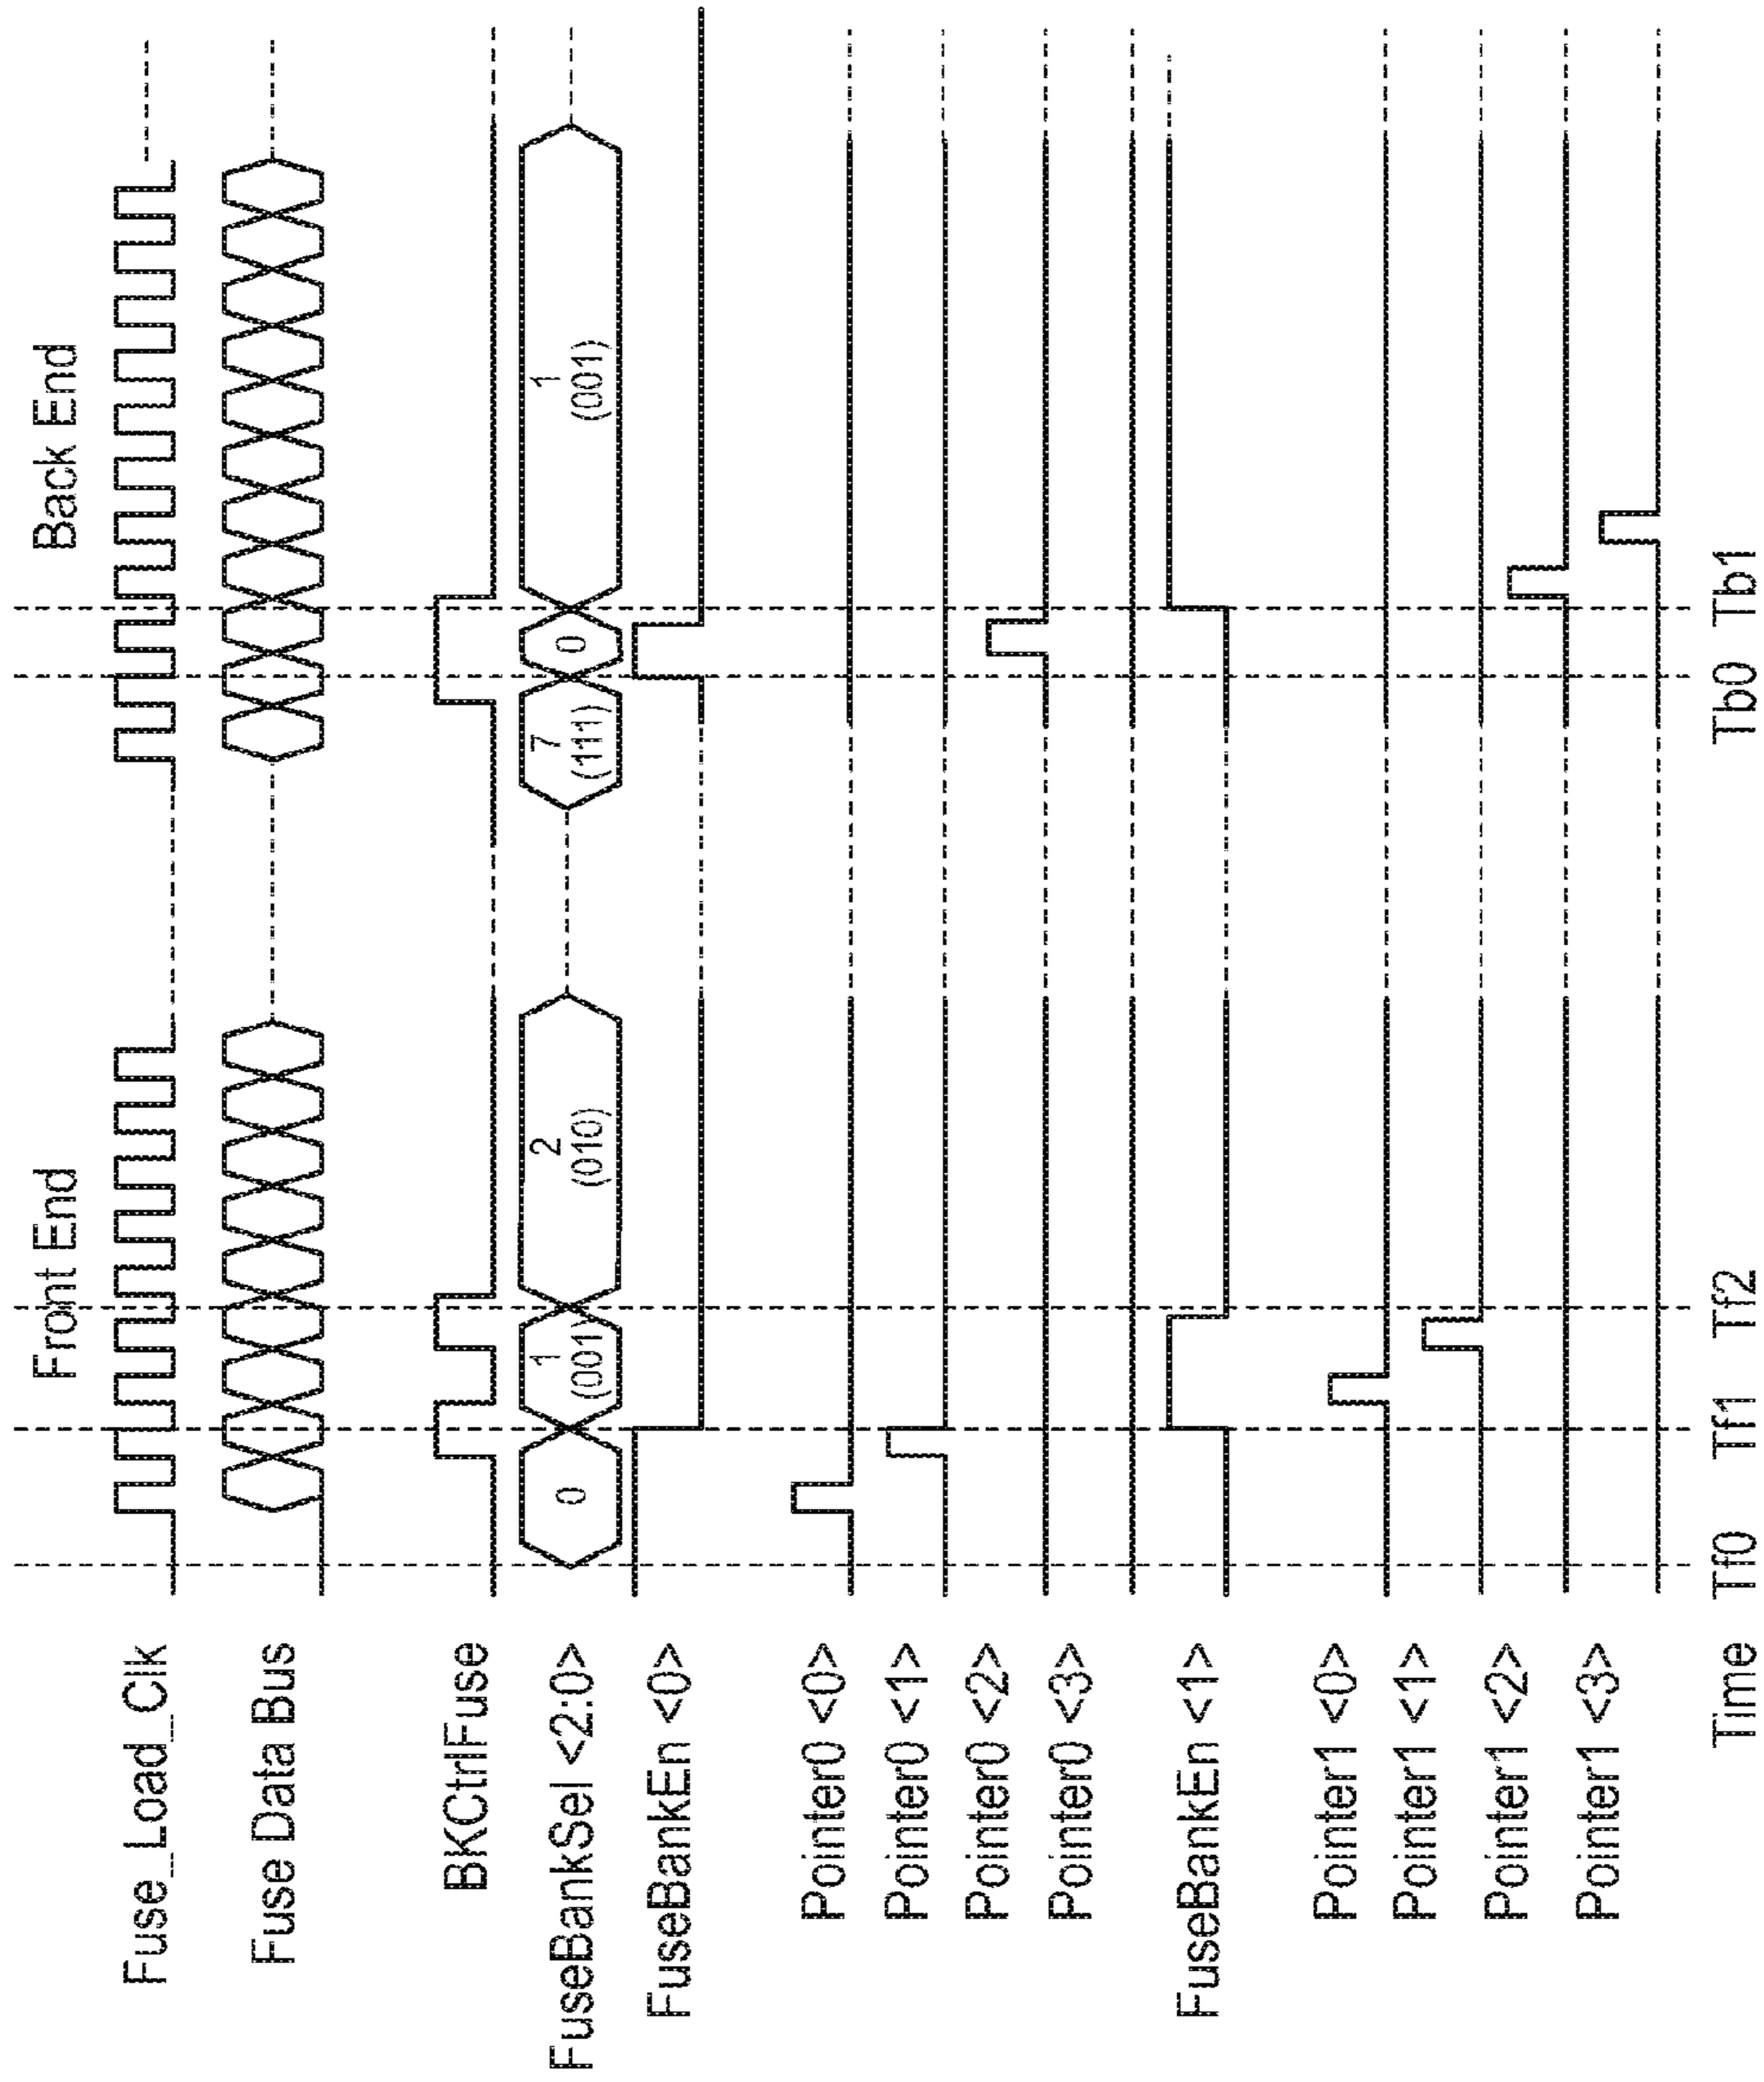 Front End
Back End
Fuse_Load_Clk
Fuse Data Bus
BKCtrlFuse
FuseBankSel <2:0>
0
1
(001)
2
(010)
7
(111)
0
1
(001)
FuseBankEn <0>
Pointer0 <0>
Pointer0 <1>
Pointer0 <2>
Pointer0 <3>
FuseBankEn <1>
Pointer1 <0>
Pointer1 <1>
Pointer1 <2>
Pointer1 <3>
Time Tf0 Tf1 Tf2 Tb0 Tb1